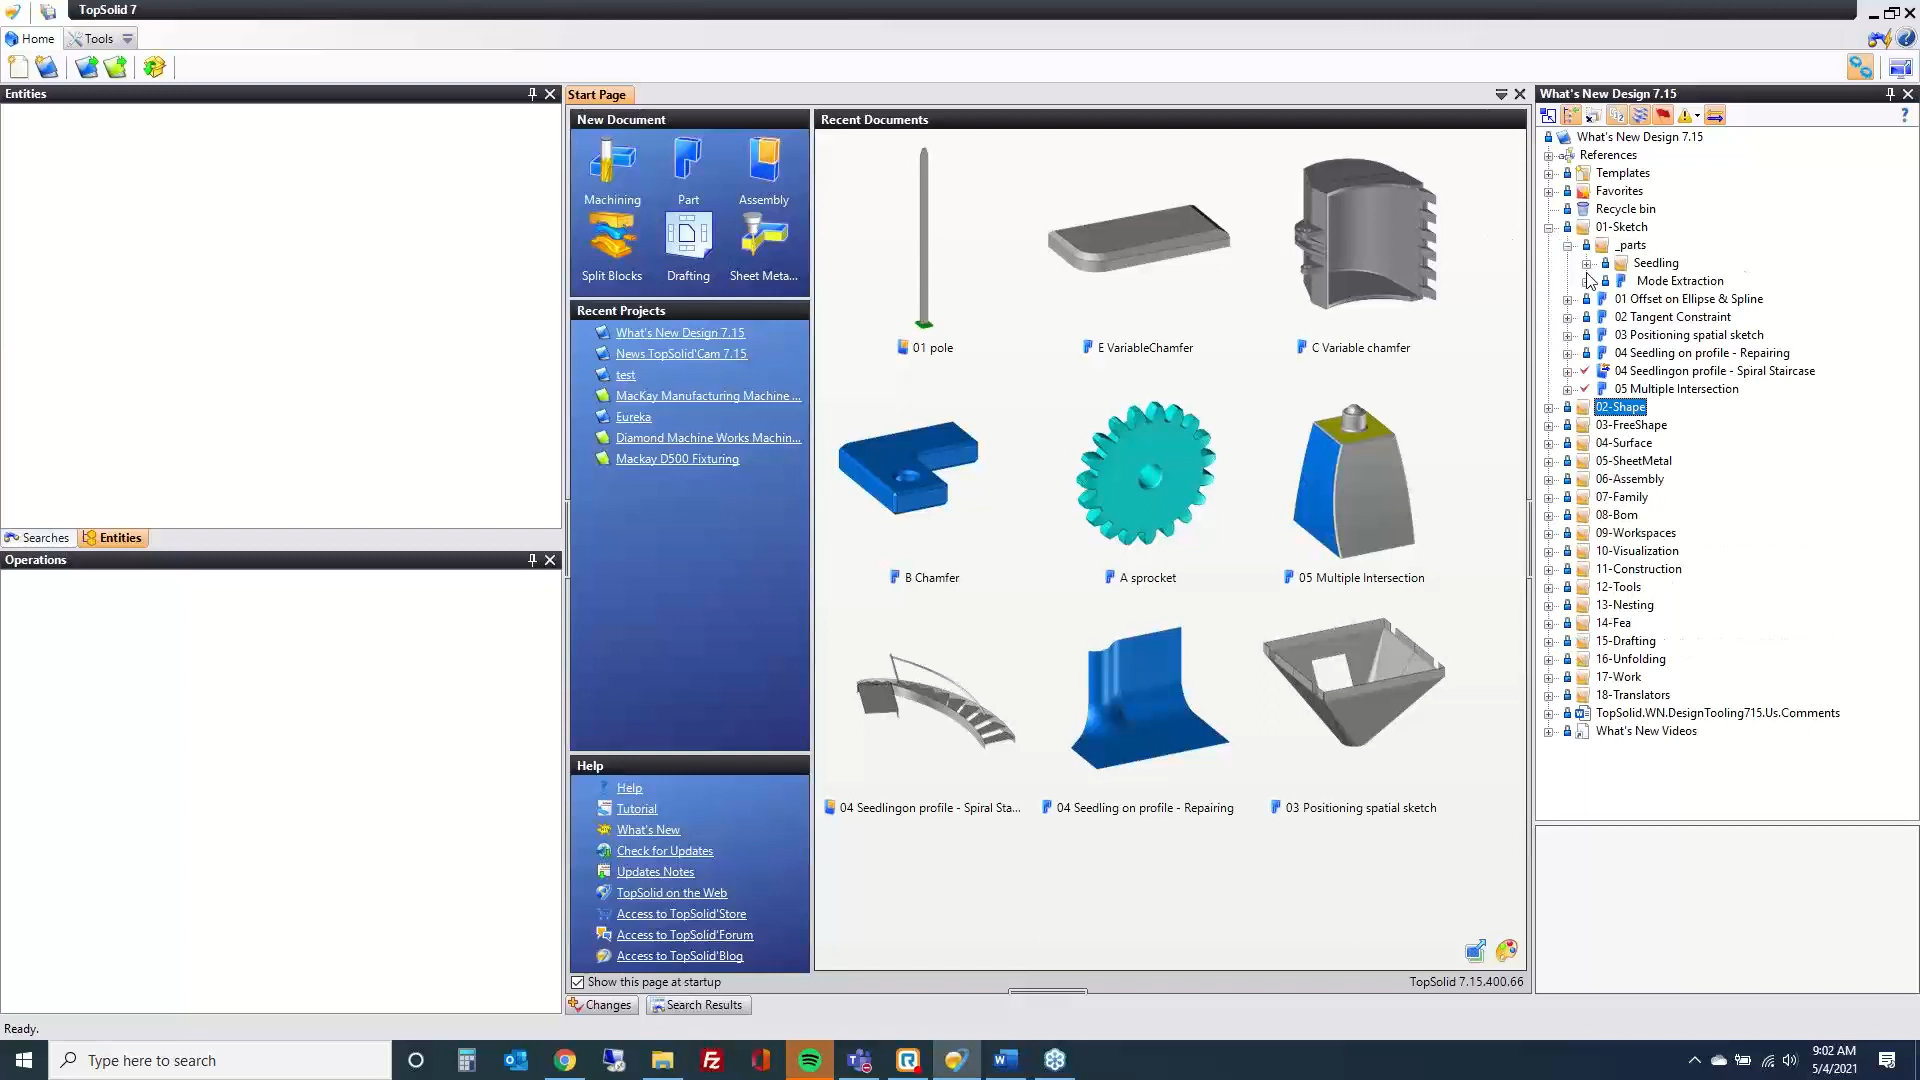 TopSolid 7
Home
Tools
Entities
Start Page
What's New Design 7.15
New Document
Recent Documents
Machining
Part
Assembly
Split Blocks
Drafting
Sheet Meta...
Recent Projects
What's New Design 7.15
News TopSolid'Cam 7.15
test
MacKay Manufacturing Machine ...
Eureka
Diamond Machine Works Machin...
Mackay D500 Fixturing
01 pole
E VariableChamfer
C Variable chamfer
B Chamfer
A sprocket
05 Multiple Intersection
04 Seedlingon profile - Spiral Sta...
04 Seedling on profile - Repairing
03 Positioning spatial sketch
What's New Design 7.15
References
Templates
Favorites
Recycle bin
01-Sketch
_parts
Seedling
Mode Extraction
01 Offset on Ellipse & Spline
02 Tangent Constraint
03 Positioning spatial sketch
04 Seedling on profile - Repairing
04 Seedlingon profile - Spiral Staircase
05 Multiple Intersection
02-Shape
03-FreeShape
04-Surface
05-SheetMetal
06-Assembly
07-Family
08-Bom
09-Workspaces
10-Visualization
11-Construction
12-Tools
13-Nesting
14-Fea
15-Drafting
16-Unfolding
17-Work
18-Translators
TopSolid.WN.DesignTooling715.Us.Comments
What's New Videos
Searches
Entities
Operations
Help
Help
Tutorial
What's New
Check for Updates
Updates Notes
TopSolid on the Web
Access to TopSolid'Store
Access to TopSolid'Forum
Access to TopSolid'Blog
Show this page at startup
TopSolid 7.15.400.66
Changes
Search Results
Ready.
Type here to search
9:02 AM
5/4/2021